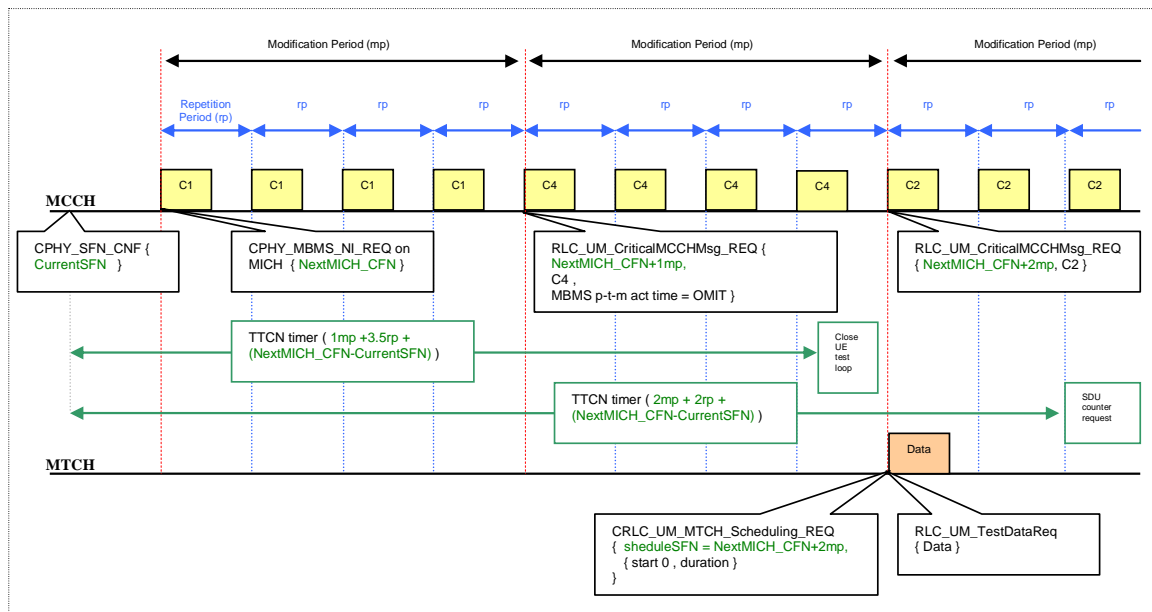 Modification Period (mp)
Modification Period (mp)
Modification Period (mp)
Repetition
Period (rp)
rp
rp
rp
rp
rp
rp
rp
rp
rp
rp
C1
C1
C1
C1
C4
C4
C4
C4
C2
C2
C2
MCCH
CPHY_SFN_CNF {
CurrentSFN }
CPHY_MBMS_NI_REQ on
MICH { NextMICH_CFN }
RLC_UM_CriticalMCCHMsg_REQ {
NextMICH_CFN+1mp,
C4 ,
MBMS p-t-m act time = OMIT }
RLC_UM_CriticalMCCHMsg_REQ
{ NextMICH_CFN+2mp, C2 }
TTCN timer ( 1mp +3.5rp +
(NextMICH_CFN-CurrentSFN) )
Close
UE
test
loop
TTCN timer ( 2mp + 2rp +
(NextMICH_CFN-CurrentSFN) )
SDU
counter
request
Data
MTCH
CRLC_UM_MTCH_Scheduling_REQ
{ sheduleSFN = NextMICH_CFN+2mp,
{ start 0 , duration }
}
RLC_UM_TestDataReq
{ Data }